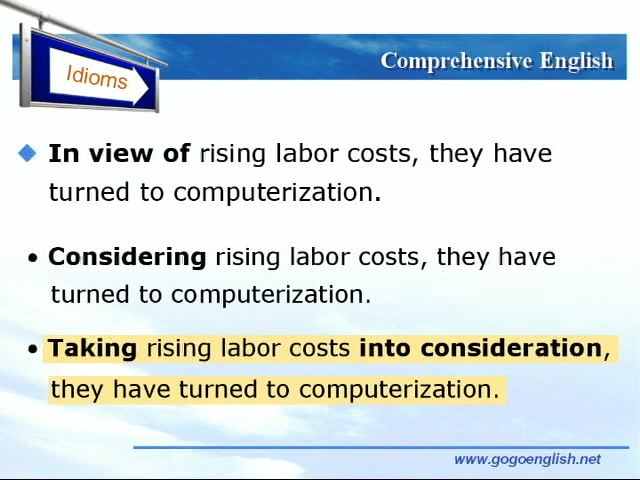 Idioms
Comprehensive English
In view of rising labor costs, they have
turned to computerization.
• Considering rising labor costs, they have
turned to computerization.
• Taking rising labor costs into consideration,
they have turned to computerization.
www.gogoenglish.net